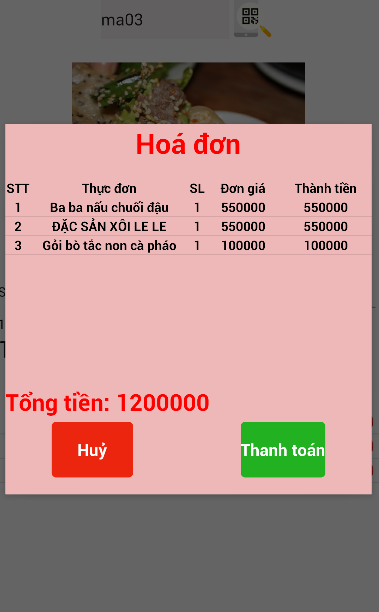 ma03
Hoá đơn
STT Thực đơn SL Đơn giá Thành tiền
1 Ba ba nấu chuối đậu 1 550000 550000
2 ĐẶC SẢN XÔI LE LE 1 550000 550000
3 Gỏi bò tắc non cà pháo 1 100000 100000
Tổng tiền: 1200000
Huỷ Thanh toán